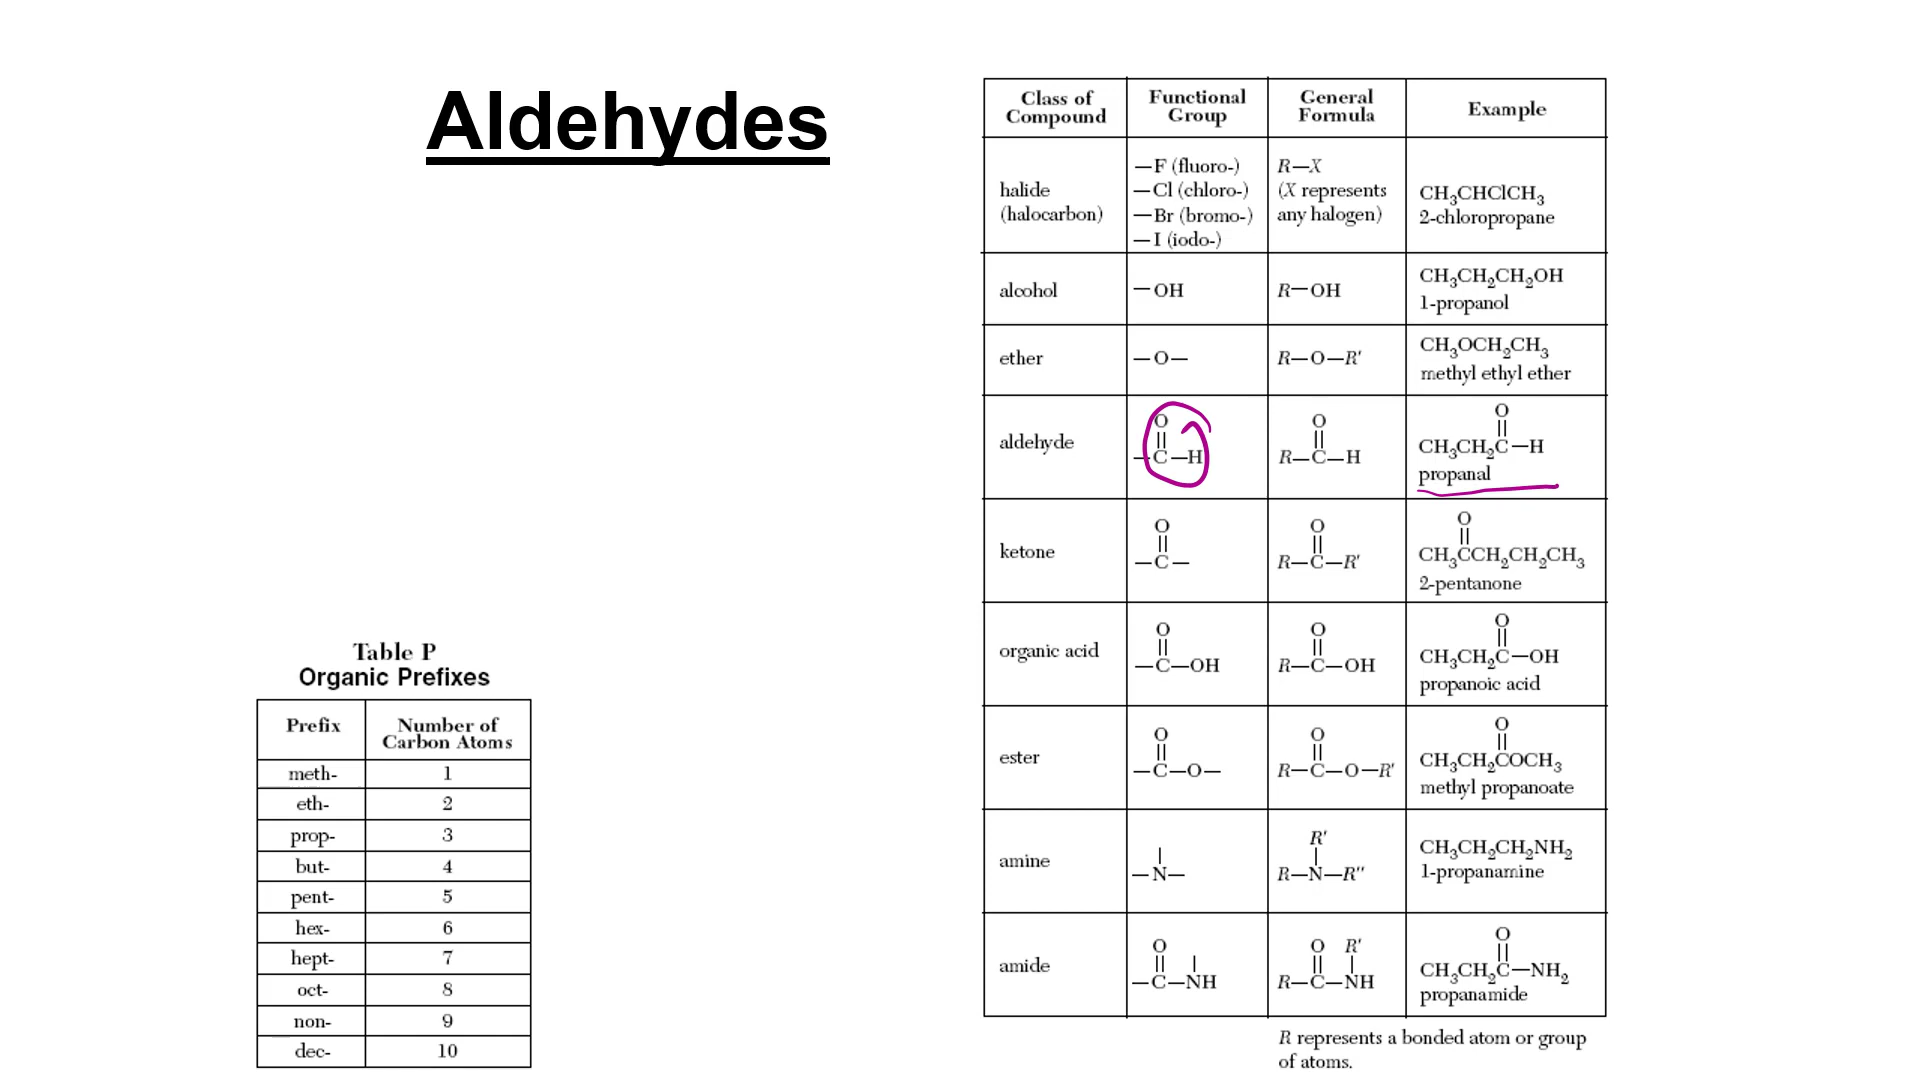 Aldehydes
Table P
Organic Prefixes
Prefix Number of Carbon Atoms
meth- 1
eth- 2
prop- 3
but- 4
pent- 5
hex- 6
hept- 7
oct- 8
non- 9
dec- 10
Class of Compound Functional Group General Formula Example
halide (halocarbon)
—F (fluoro-)
—Cl (chloro-)
—Br (bromo-)
—I (iodo-)
R—X
(X represents
any halogen)
CH₃CHClCH₃
2-chloropropane
alcohol —OH R—OH CH₃CH₂CH₂OH
1-propanol
ether —O— R—O—R′ CH₃OCH₂CH₃
methyl ethyl ether
O O O
|| || ||
aldehyde —C—H R—C—H CH₃CH₂C—H
propanal
O O O
|| || ||
ketone —C— R—C—R′ CH₃CCH₂CH₂CH₃
2-pentanone
O O O
|| || ||
organic acid —C—OH R—C—OH CH₃CH₂C—OH
propanoic acid
O O O
|| || ||
ester —C—O— R—C—O—R′ CH₃CH₂COCH₃
methyl propanoate
R′
| |
amine —N— R—N—R″ CH₃CH₂CH₂NH₂
1-propanamine
O O R′ O
|| | || | ||
amide —C—NH R—C—NH CH₃CH₂C—NH₂
propanamide
R represents a bonded atom or group
of atoms.